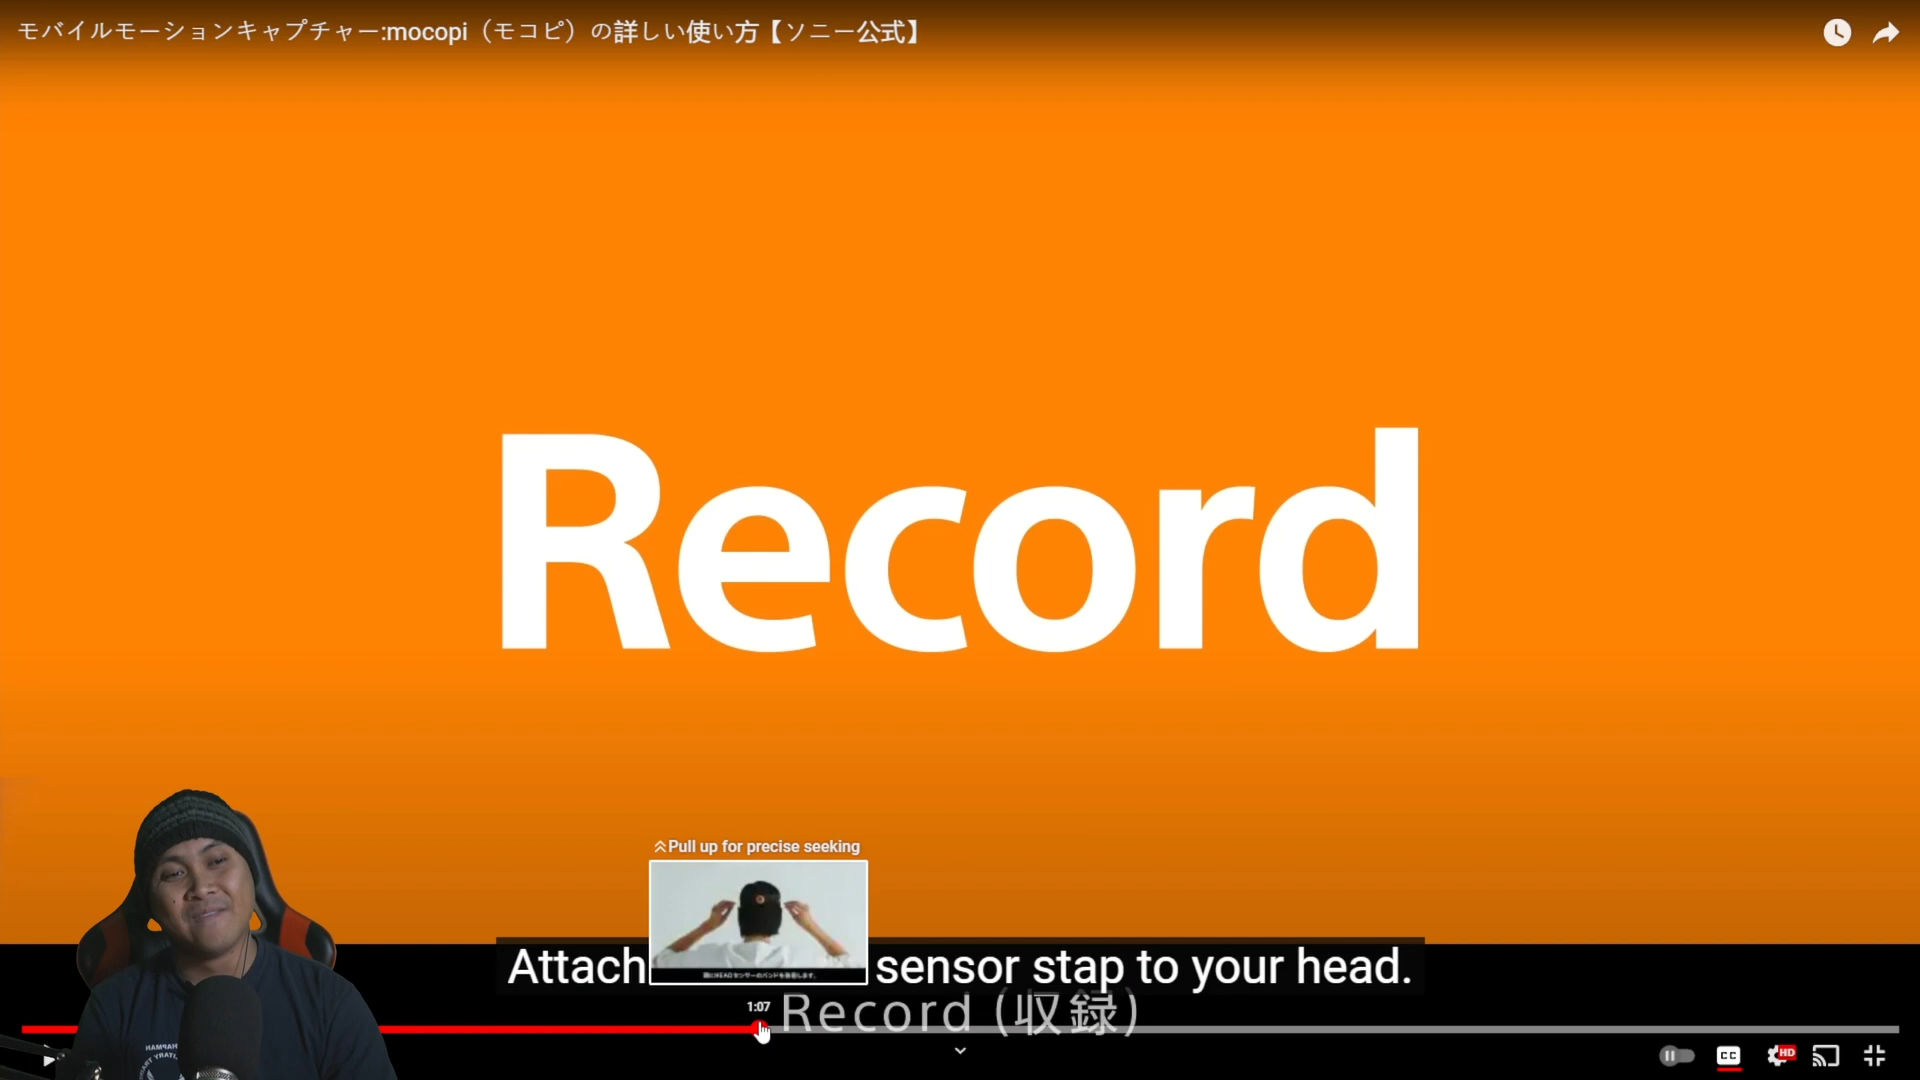 モバイルモーションキャプチャー:mocopi（モコピ）の詳しい使い方【ソニー公式】
Record
Pull up for precise seeking
Attach sensor stap to your head.
1:07
Record (収録)
CC
HD